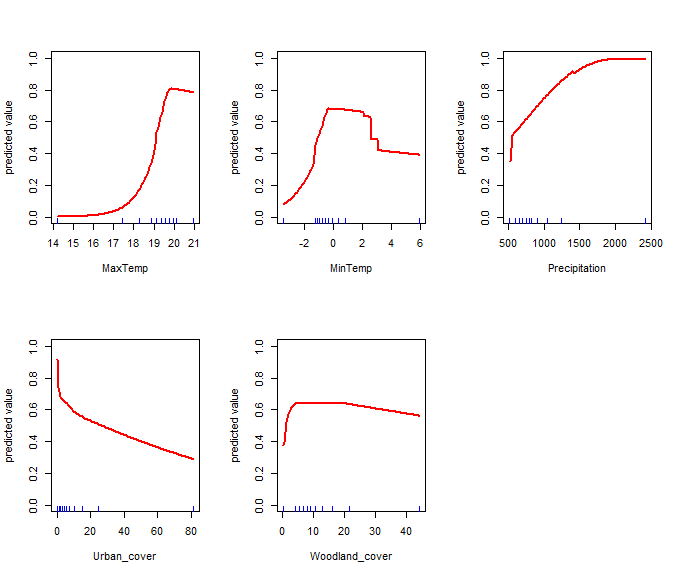 predicted value
0.0 0.2 0.4 0.6 0.8 1.0
14 15 16 17 18 19 20 21
MaxTemp
predicted value
0.0 0.2 0.4 0.6 0.8 1.0
-2 0 2 4 6
MinTemp
predicted value
0.0 0.2 0.4 0.6 0.8 1.0
500 1000 1500 2000 2500
Precipitation
predicted value
0.0 0.2 0.4 0.6 0.8 1.0
0 20 40 60 80
Urban_cover
predicted value
0.0 0.2 0.4 0.6 0.8 1.0
0 10 20 30 40
Woodland_cover